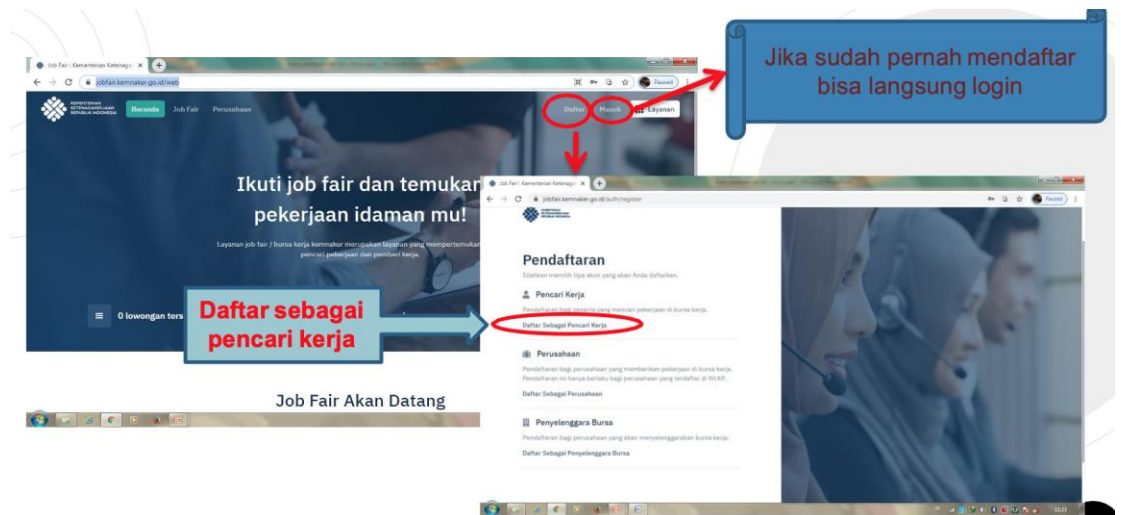 Jika sudah pernah mendaftar
bisa langsung login
Job Fair : Kementerian Ketenaga
jobfair.kemnaker.go.id/web
Paused
KEMENTERIAN
KETENAGAKERJAAN
REPUBLIK INDONESIA
Beranda Job Fair Perusahaan
Daftar Masuk Layanan
Ikuti job fair dan temukan
pekerjaan idaman mu!
Layanan job fair / bursa kerja kemnaker merupakan layanan yang mempertemukan
pencari pekerjaan dan pemberi kerja.
0 lowongan ters
Daftar sebagai
pencari kerja
Job Fair Akan Datang
Job Fair : Kementerian Ketenaga
jobfair.kemnaker.go.id/auth/register
Paused
KEMENTERIAN
KETENAGAKERJAAN
REPUBLIK INDONESIA
Pendaftaran
Silahkan memilih tipe akun yang akan Anda daftarkan.
Pencari Kerja
Pendaftaran bagi peserta yang mencari pekerjaan di bursa kerja.
Daftar Sebagai Pencari Kerja
Perusahaan
Pendaftaran bagi perusahaan yang memberikan pekerjaan di bursa kerja.
Pendaftaran ini hanya berlaku bagi perusahaan yang terdaftar di WLKP.
Daftar Sebagai Perusahaan
Penyelenggara Bursa
Pendaftaran bagi perusahaan yang akan menyelenggarakan bursa kerja.
Daftar Sebagai Penyelenggara Bursa
11:23